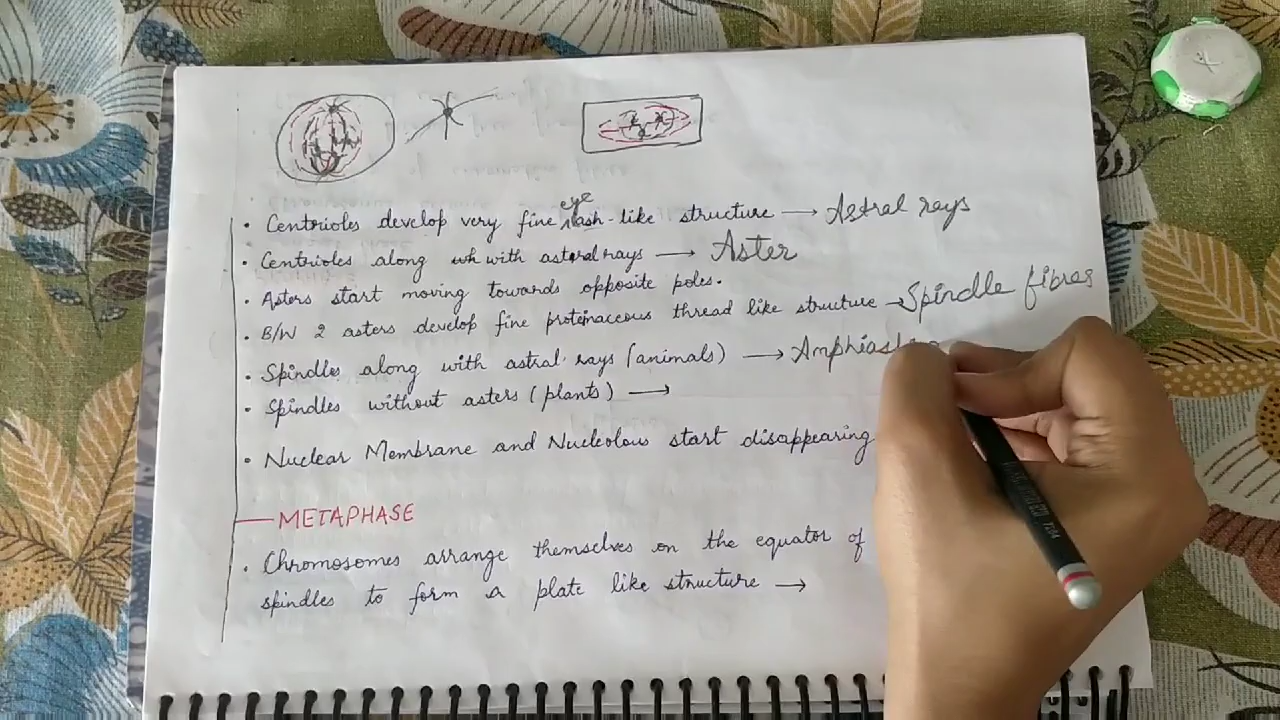 • Centrioles develop very fine eye lash-like structure → Astral rays
• Centrioles along wh with astral rays → Aster
• Asters start moving towards opposite poles.
• B/W 2 asters develop fine proteinaceous thread like structure → Spindle fibres
• Spindles along with astral rays (animals) → Amphiast
• Spindles without asters (plants) →
• Nuclear Membrane and Nucleolous start disappearing
METAPHASE
• Chromosomes arrange themselves on the equator of
spindles to form a plate like structure →